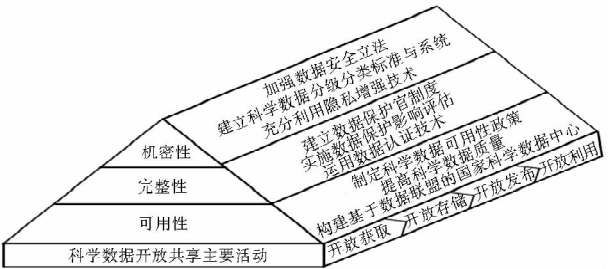 加强数据安全立法
建立科学数据分级分类标准与系统
充分利用隐私增强技术
建立数据保护官制度
实施数据保护影响评估
运用数据认证技术
制定科学数据可用性政策
提高科学数据质量
构建基于数据联盟的国家科学数据中心
机密性
完整性
可用性
科学数据开放共享主要活动
开放获取
开放存储
开放发布
开放利用